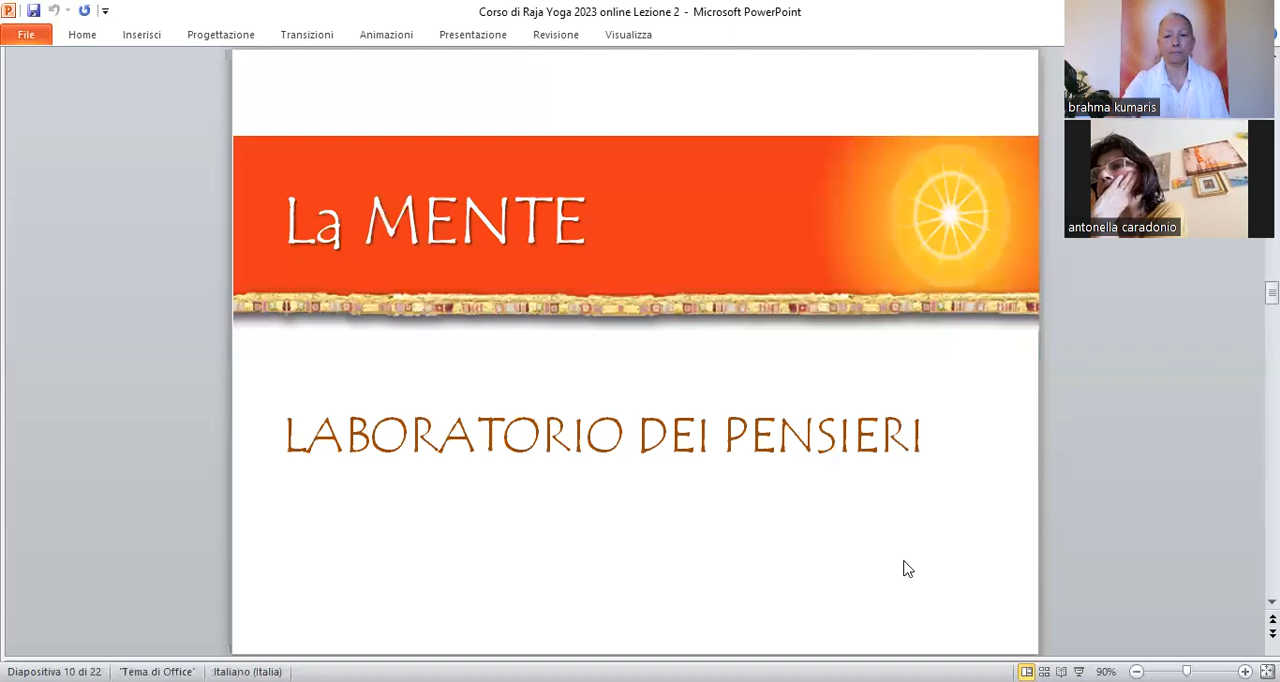 Corso di Raja Yoga 2023 online Lezione 2 - Microsoft PowerPoint
File Home Inserisci Progettazione Transizioni Animazioni Presentazione Revisione Visualizza
brahma kumaris
antonella caradonio
La MENTE
LABORATORIO DEI PENSIERI
Diapositiva 10 di 22 "Tema di Office" Italiano (Italia) 90%